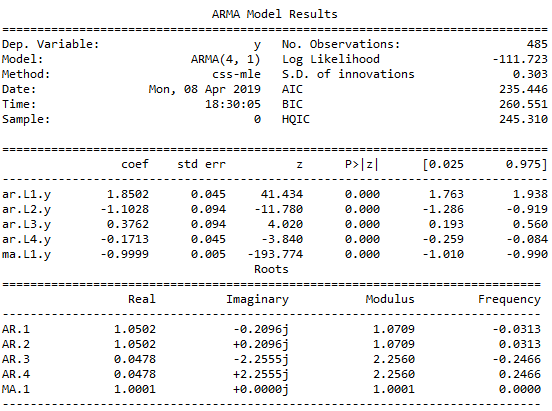 ARMA Model Results
==============================================================================
Dep. Variable:                      y   No. Observations:                  485
Model:                     ARMA(4, 1)   Log Likelihood                -111.723
Method:                       css-mle   S.D. of innovations              0.303
Date:                Mon, 08 Apr 2019   AIC                            235.446
Time:                        18:30:05   BIC                            260.551
Sample:                             0   HQIC                           245.310

==============================================================================
                 coef    std err          z      P>|z|      [0.025      0.975]
------------------------------------------------------------------------------
ar.L1.y        1.8502      0.045     41.434      0.000       1.763       1.938
ar.L2.y       -1.1028      0.094    -11.780      0.000      -1.286      -0.919
ar.L3.y        0.3762      0.094      4.020      0.000       0.193       0.560
ar.L4.y       -0.1713      0.045     -3.840      0.000      -0.259      -0.084
ma.L1.y       -0.9999      0.005   -193.774      0.000      -1.010      -0.990
                                    Roots
=============================================================================
                  Real          Imaginary           Modulus         Frequency
-----------------------------------------------------------------------------
AR.1            1.0502           -0.2096j            1.0709           -0.0313
AR.2            1.0502           +0.2096j            1.0709            0.0313
AR.3            0.0478           -2.2555j            2.2560           -0.2466
AR.4            0.0478           +2.2555j            2.2560            0.2466
MA.1            1.0001           +0.0000j            1.0001            0.0000
-----------------------------------------------------------------------------